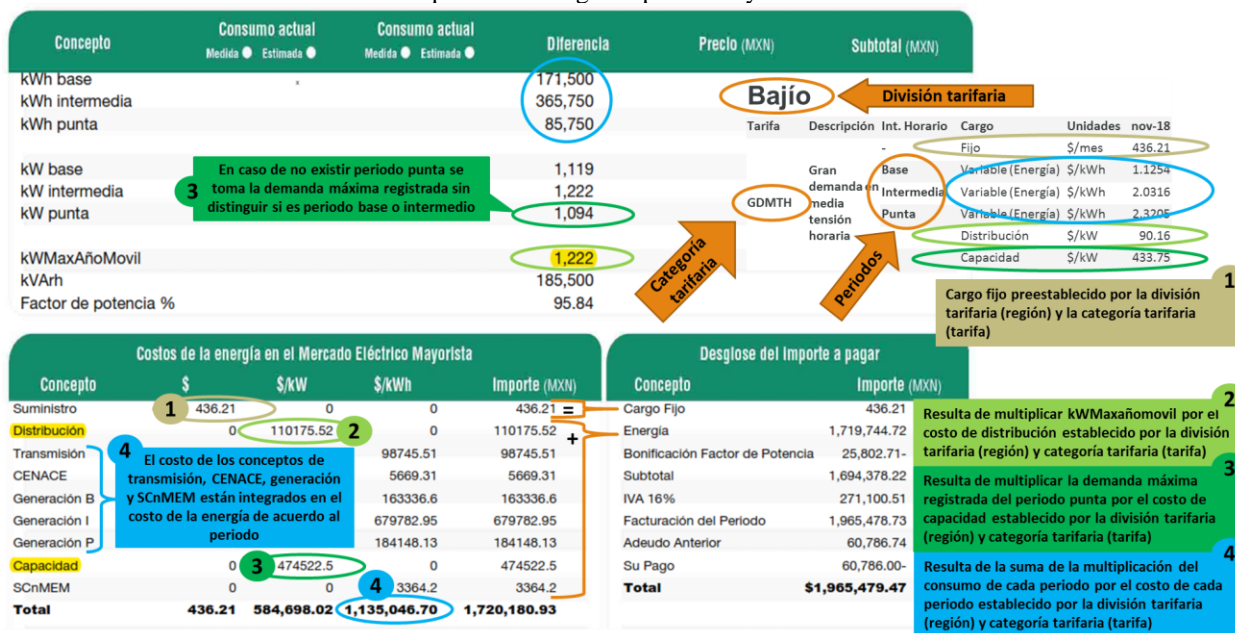 Concepto Consumo actual Consumo actual Diferencia Precio (MXN) Subtotal (MXN)
Medida Estimada Medida Estimada
kWh base 171,500
kWh intermedia 365,750
kWh punta 85,750
kW base 1,119
kW intermedia 1,222
kW punta 1,094
kWMaxAñoMovil 1,222
kVArh 185,500
Factor de potencia % 95.84
3
En caso de no existir periodo punta se
toma la demanda máxima registrada sin
distinguir si es periodo base o intermedio
Bajío
División tarifaria
Tarifa Descripción Int. Horario Cargo Unidades nov-18
- Fijo $/mes 436.21
Base Variable (Energía) $/kWh 1.1254
Intermedia Variable (Energía) $/kWh 2.0316
Punta Variable (Energía) $/kWh 2.3205
Distribución $/kW 90.16
Capacidad $/kW 433.75
GDMTH
Gran
demanda en
media
tensión
horaria
Categoría
tarifaria
Periodos
1
Cargo fijo preestablecido por la división
tarifaria (región) y la categoría tarifaria
(tarifa)
Costos de la energía en el Mercado Eléctrico Mayorista
Concepto $ $/kW $/kWh Importe (MXN)
Suministro 1 436.21 0 0 436.21 =
Distribución 0 110175.52 2 0 110175.52 +
Transmisión 98745.51 98745.51
CENACE 5669.31 5669.31
Generación B 163336.6 163336.6
Generación I 679782.95 679782.95
Generación P 184148.13 184148.13
Capacidad 0 3 474522.5 0 474522.5
SCnMEM 0 0 4 3364.2 3364.2
Total 436.21 584,698.02 1,135,046.70 1,720,180.93
4
El costo de los conceptos de
transmisión, CENACE, generación
y SCnMEM están integrados en el
costo de la energía de acuerdo al
periodo
Desglose del Importe a pagar
Concepto Importe (MXN)
Cargo Fijo 436.21
Energía 1,719,744.72
Bonificación Factor de Potencia 25,802.71-
Subtotal 1,694,378.22
IVA 16% 271,100.51
Facturación del Periodo 1,965,478.73
Adeudo Anterior 60,786.74
Su Pago 60,786.00-
Total $1,965,479.47
2
Resulta de multiplicar kWMaxañomovil por el
costo de distribución establecido por la división
tarifaria (región) y categoría tarifaria (tarifa)
3
Resulta de multiplicar la demanda máxima
registrada del periodo punta por el costo de
capacidad establecido por la división tarifaria
(región) y categoría tarifaria (tarifa)
4
Resulta de la suma de la multiplicación del
consumo de cada periodo por el costo de cada
periodo establecido por la división tarifaria
(región) y categoría tarifaria (tarifa)